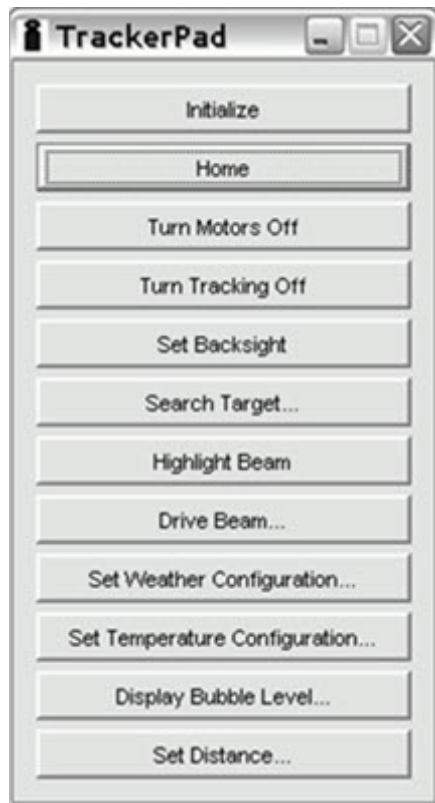 TrackerPad
Initialize
Home
Turn Motors Off
Turn Tracking Off
Set Backsight
Search Target...
Highlight Beam
Drive Beam...
Set Weather Configuration...
Set Temperature Configuration...
Display Bubble Level...
Set Distance...